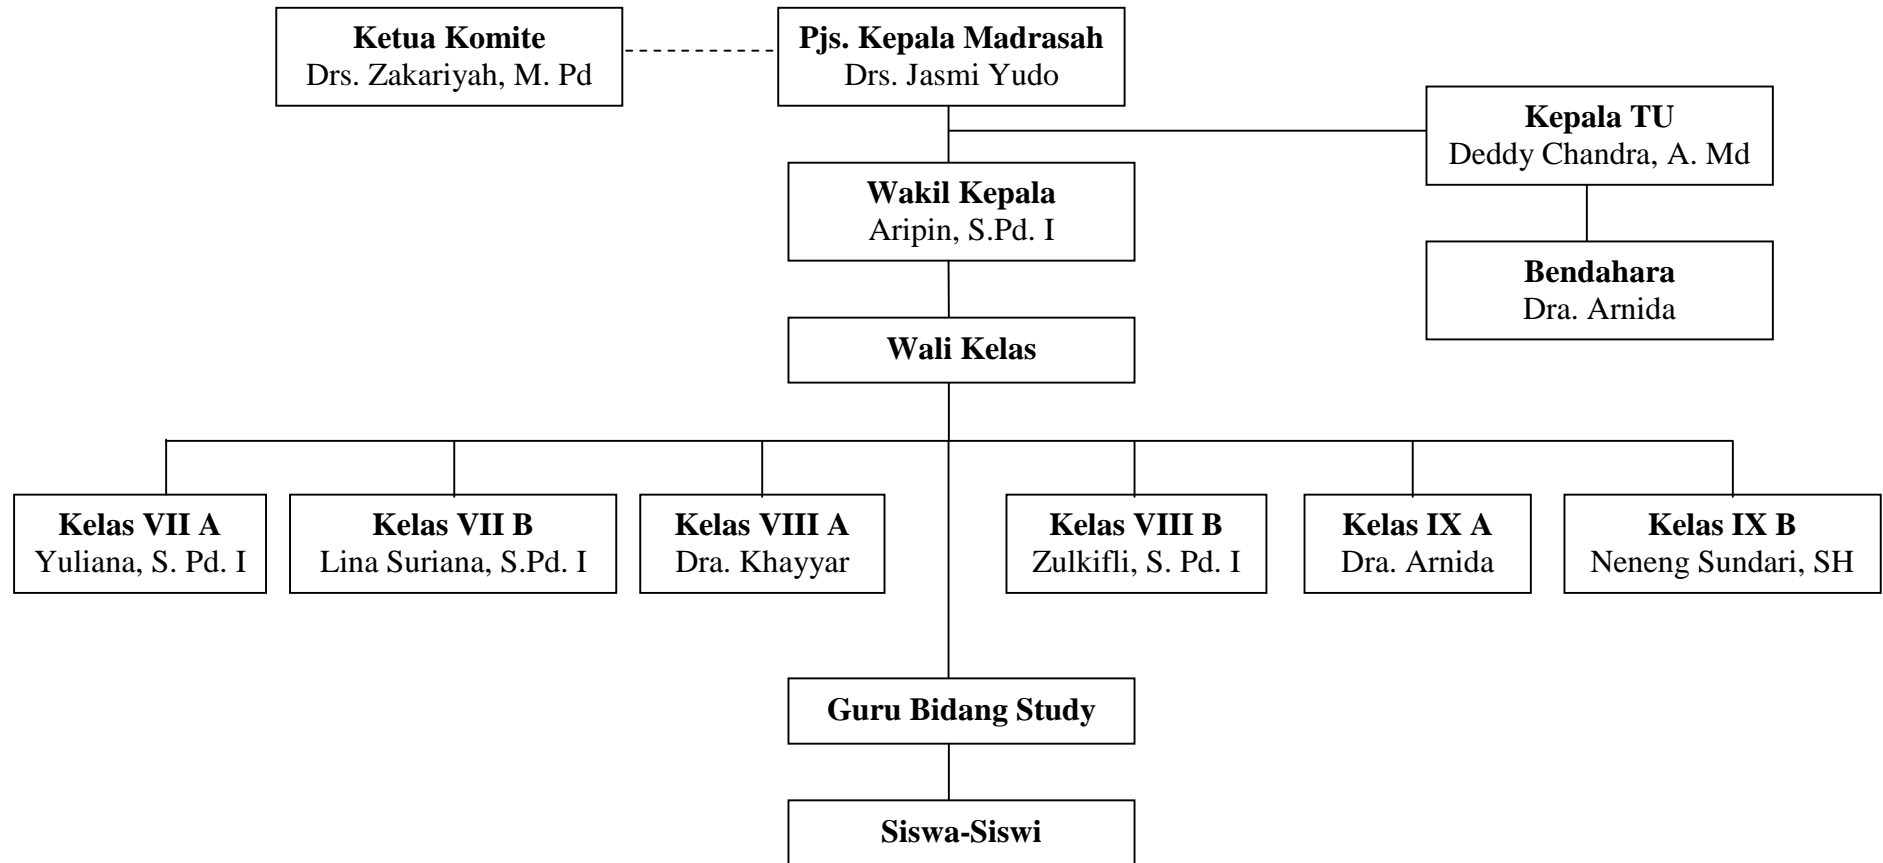 Ketua Komite
Drs. Zakariyah, M. Pd
Pjs. Kepala Madrasah
Drs. Jasmi Yudo
Kepala TU
Deddy Chandra, A. Md
Wakil Kepala
Aripin, S.Pd. I
Bendahara
Dra. Arnida
Wali Kelas
Kelas VII A
Yuliana, S. Pd. I
Kelas VII B
Lina Suriana, S.Pd. I
Kelas VIII A
Dra. Khayyar
Kelas VIII B
Zulkifli, S. Pd. I
Kelas IX A
Dra. Arnida
Kelas IX B
Neneng Sundari, SH
Guru Bidang Study
Siswa-Siswi